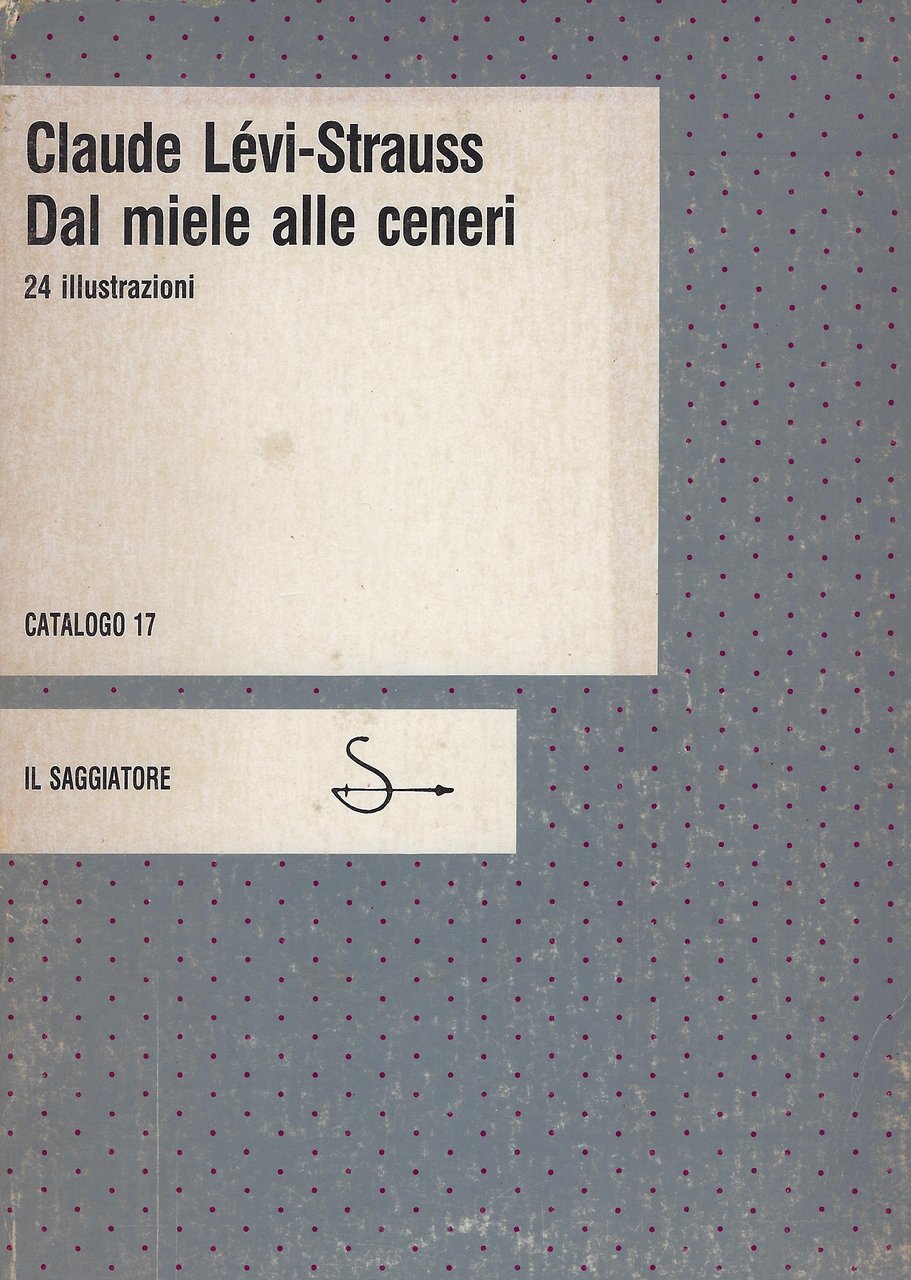 Claude Lévi-Strauss
Dal miele alle ceneri
24 illustrazioni
CATALOGO 17
IL SAGGIATORE